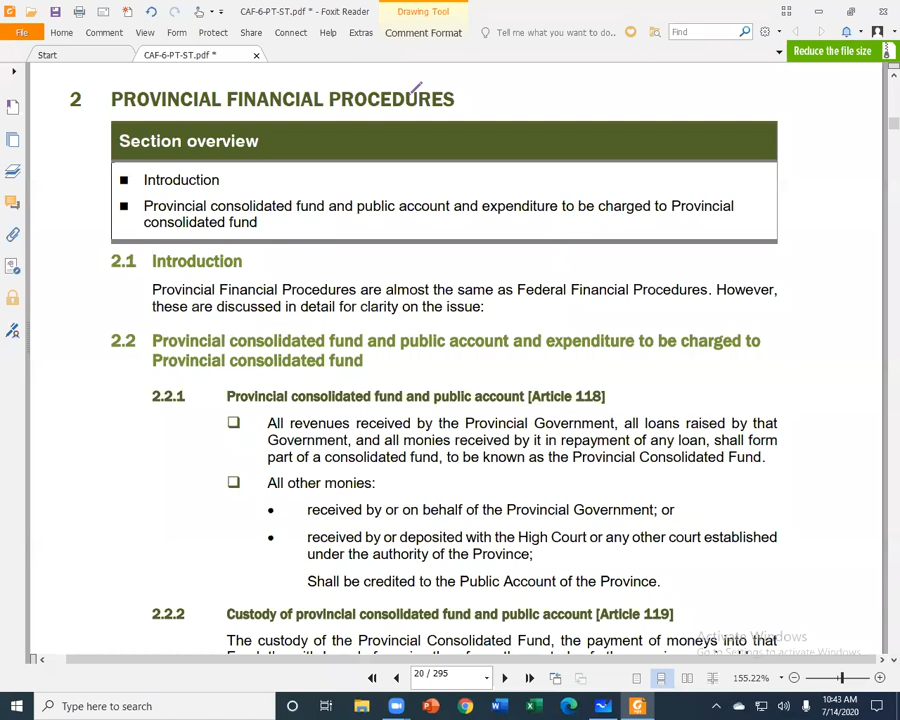 CAF-6-PT-ST.pdf * - Foxit Reader
Drawing Tool
File
Home
Comment
View
Form
Protect
Share
Connect
Help
Extras
Comment Format
Tell me what you want to do..
Find
Start
CAF-6-PT-ST.pdf *
Reduce the file size
2 PROVINCIAL FINANCIAL PROCEDURES
Section overview
■ Introduction
■ Provincial consolidated fund and public account and expenditure to be charged to Provincial
consolidated fund
2.1 Introduction
Provincial Financial Procedures are almost the same as Federal Financial Procedures. However,
these are discussed in detail for clarity on the issue:
2.2 Provincial consolidated fund and public account and expenditure to be charged to
Provincial consolidated fund
2.2.1 Provincial consolidated fund and public account [Article 118]
❑ All revenues received by the Provincial Government, all loans raised by that
Government, and all monies received by it in repayment of any loan, shall form
part of a consolidated fund, to be known as the Provincial Consolidated Fund.
❑ All other monies:
• received by or on behalf of the Provincial Government; or
• received by or deposited with the High Court or any other court established
under the authority of the Province;
Shall be credited to the Public Account of the Province.
2.2.2 Custody of provincial consolidated fund and public account [Article 119]
The custody of the Provincial Consolidated Fund, the payment of moneys into that
Activate Windows
Go to Settings to activate Windows.
20 / 295
155.22%
Type here to search
10:43 AM
7/14/2020